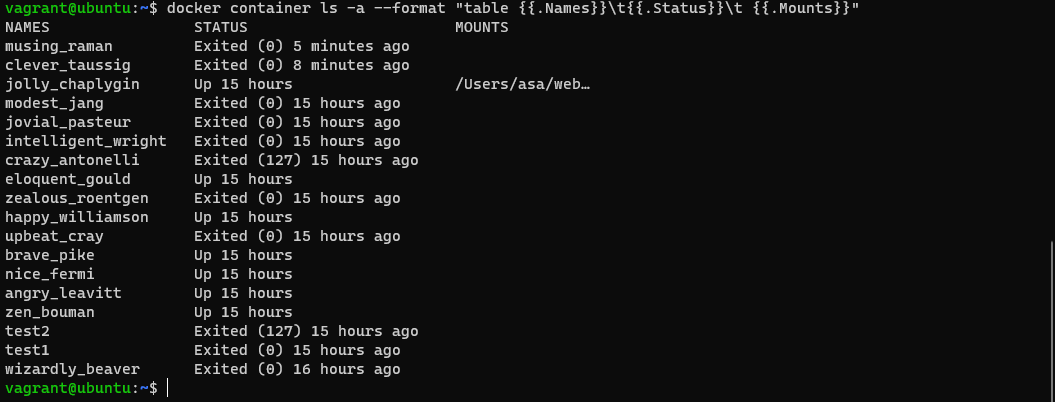 vagrant@ubuntu:~$ docker container ls -a --format "table {{.Names}}\t{{.Status}}\t {{.Mounts}}"
NAMES STATUS MOUNTS
musing_raman Exited (0) 5 minutes ago
clever_taussig Exited (0) 8 minutes ago
jolly_chaplygin Up 15 hours /Users/asa/web…
modest_jang Exited (0) 15 hours ago
jovial_pasteur Exited (0) 15 hours ago
intelligent_wright Exited (0) 15 hours ago
crazy_antonelli Exited (127) 15 hours ago
eloquent_gould Up 15 hours
zealous_roentgen Exited (0) 15 hours ago
happy_williamson Up 15 hours
upbeat_cray Exited (0) 15 hours ago
brave_pike Up 15 hours
nice_fermi Up 15 hours
angry_leavitt Up 15 hours
zen_bouman Up 15 hours
test2 Exited (127) 15 hours ago
test1 Exited (0) 15 hours ago
wizardly_beaver Exited (0) 16 hours ago
vagrant@ubuntu:~$